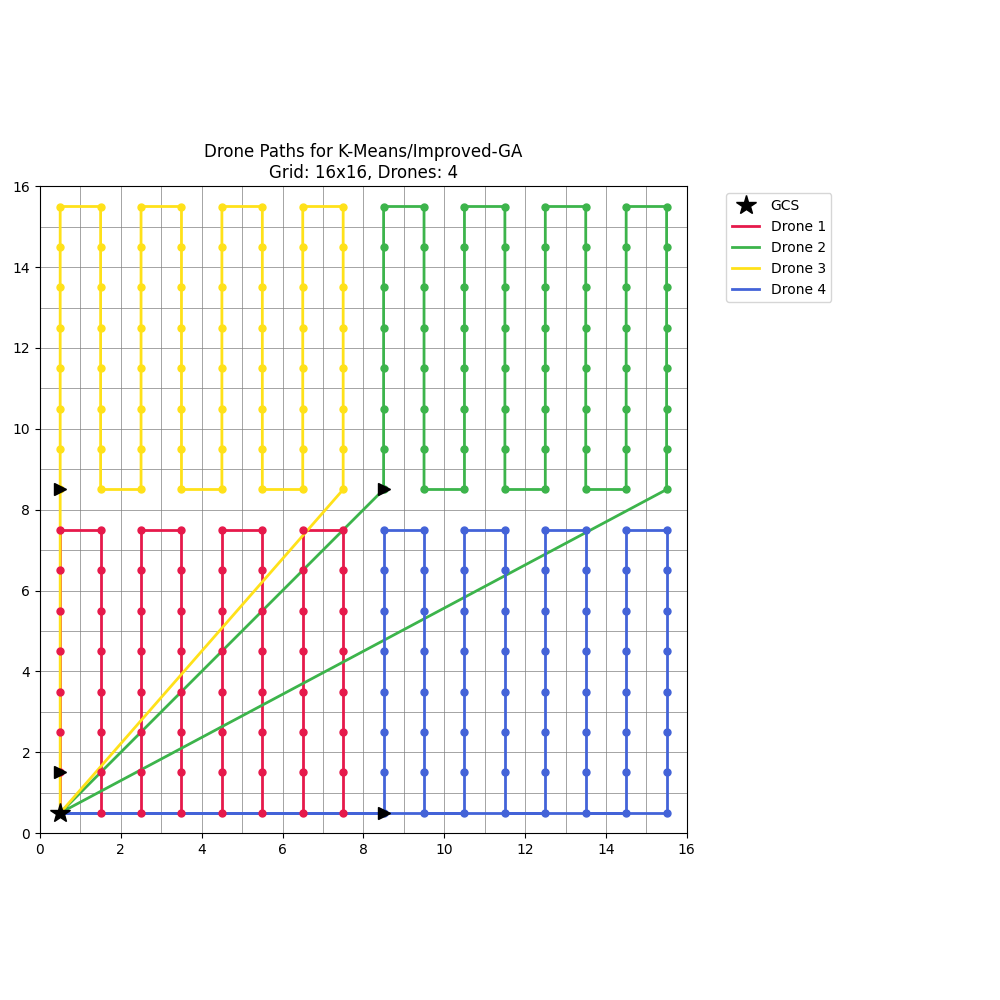 Drone Paths for K-Means/Improved-GA
Grid: 16x16, Drones: 4
GCS
Drone 1
Drone 2
Drone 3
Drone 4
16
14
12
10
8
6
4
2
0
0 2 4 6 8 10 12 14 16